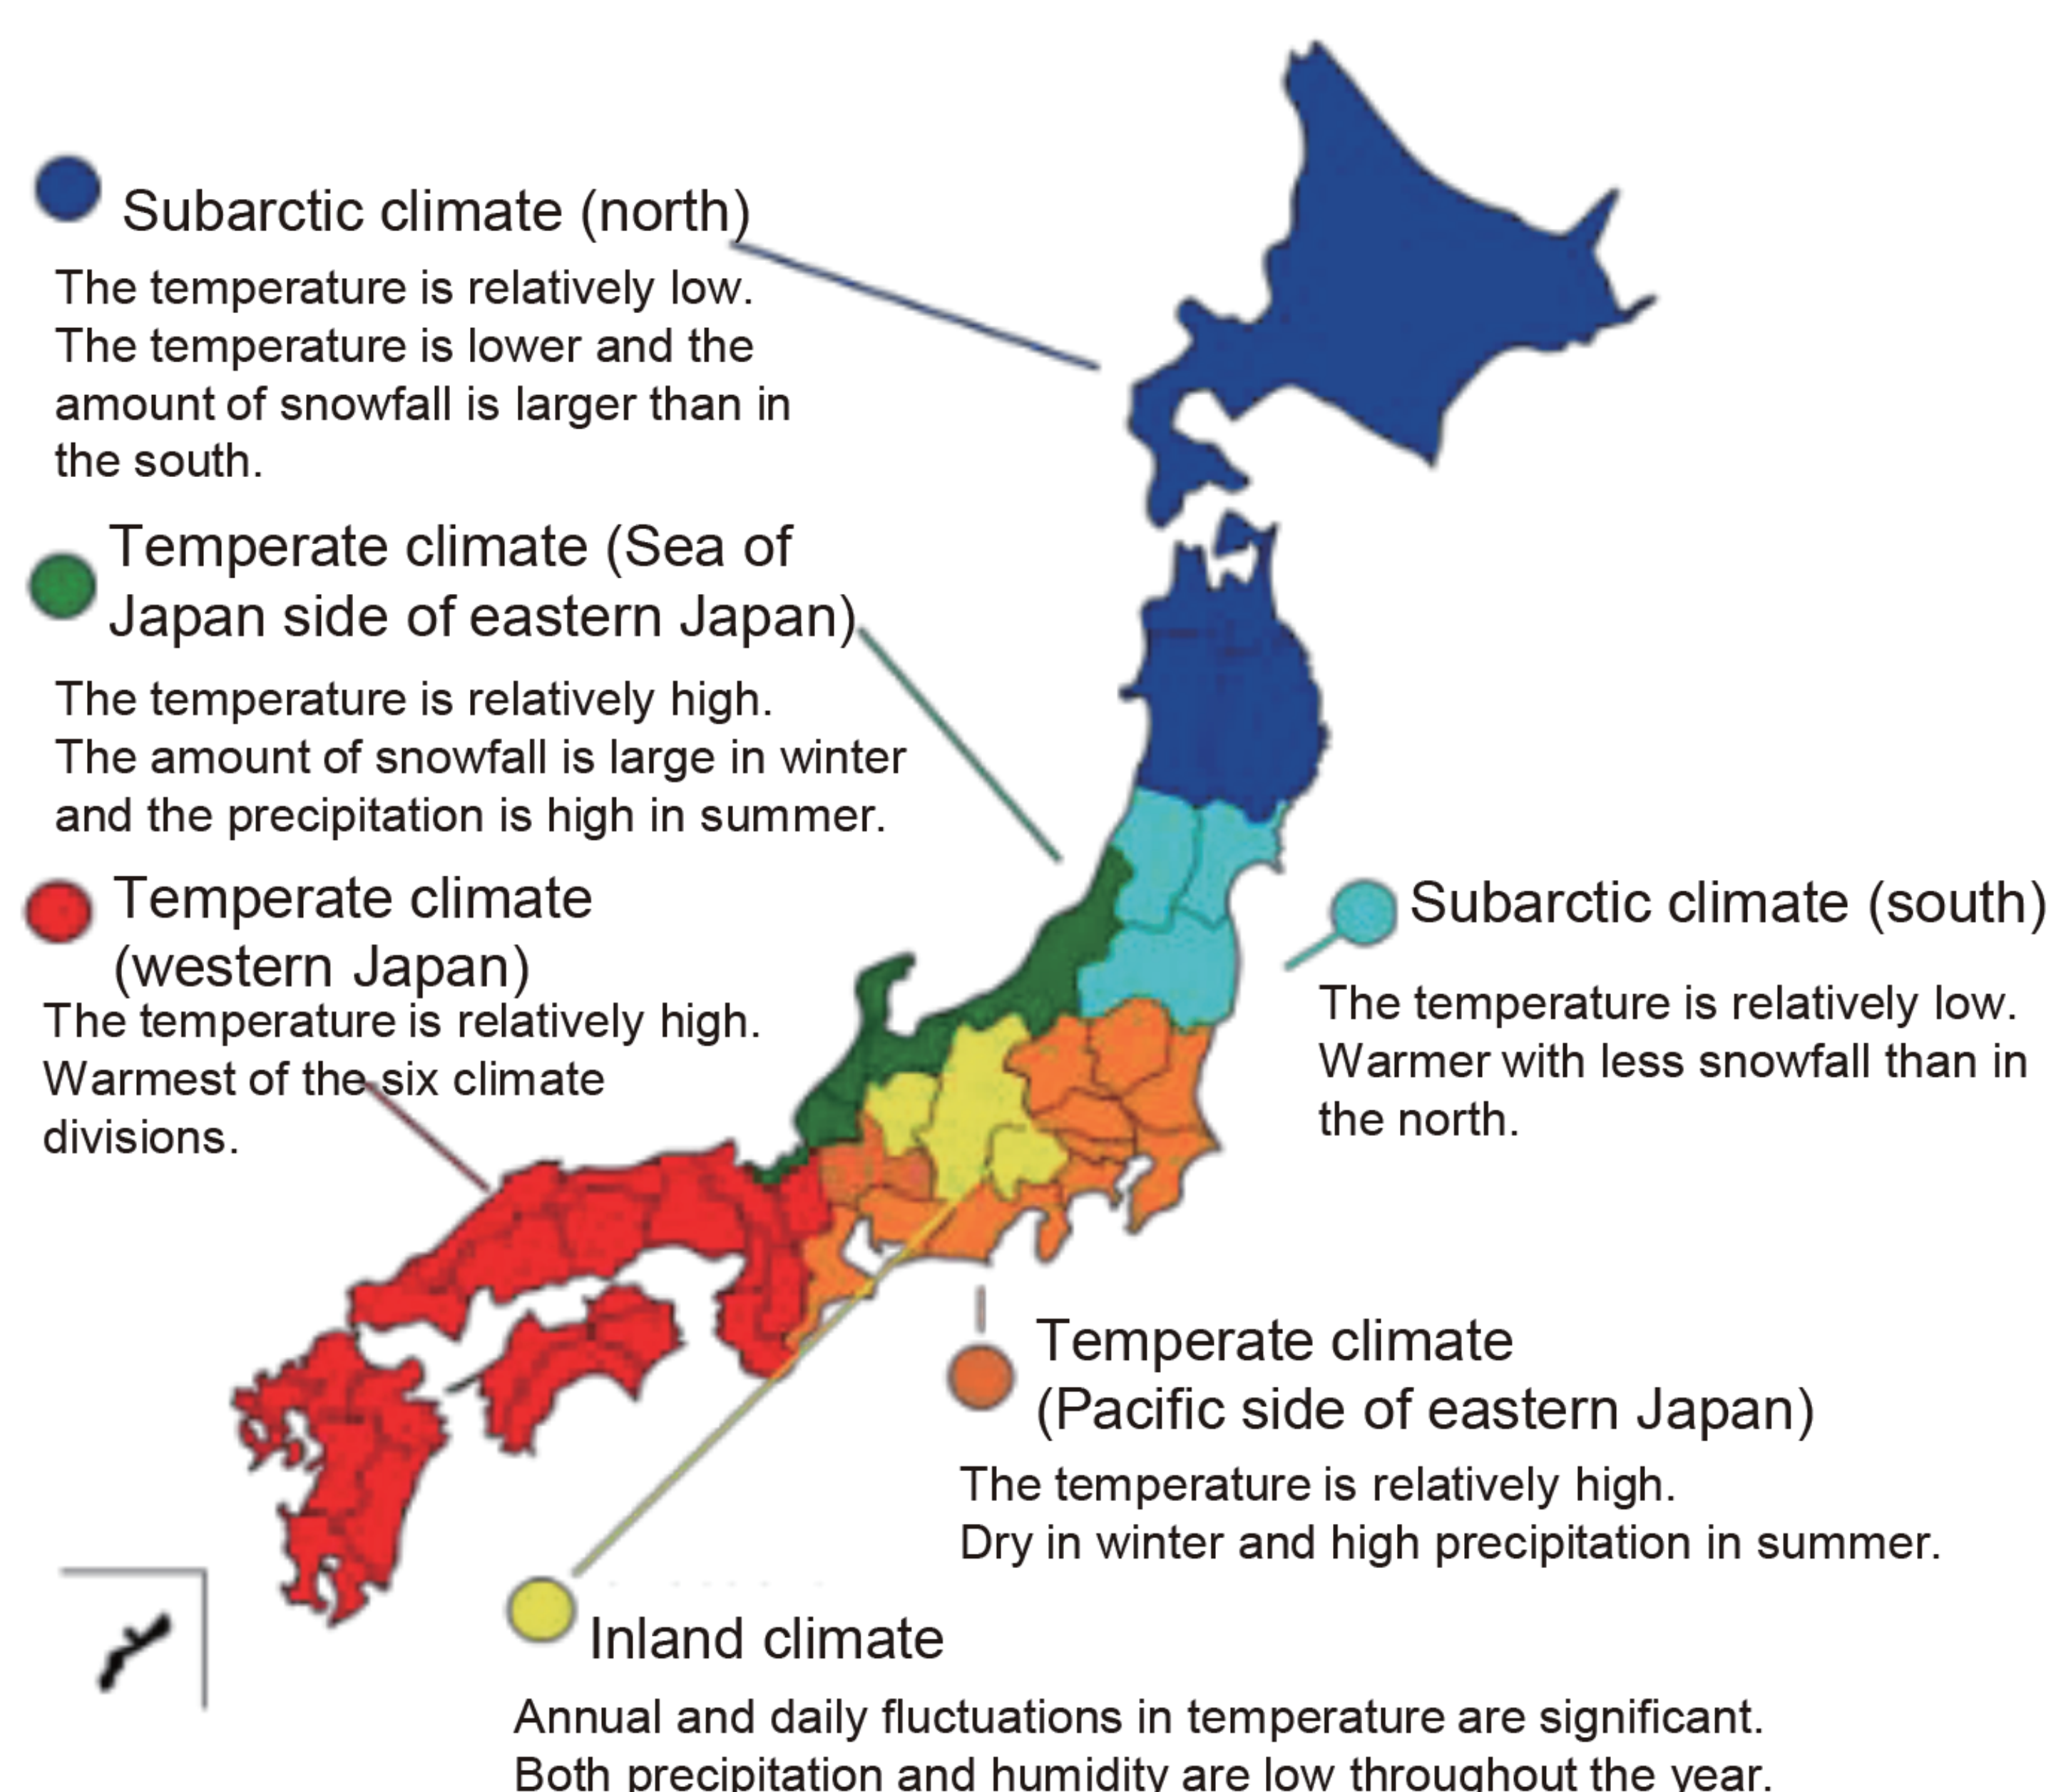 Subarctic climate (north)
The temperature is relatively low.
The temperature is lower and the
amount of snowfall is larger than in
the south.
Temperate climate (Sea of
Japan side of eastern Japan)
The temperature is relatively high.
The amount of snowfall is large in winter
and the precipitation is high in summer.
Temperate climate
(western Japan)
The temperature is relatively high.
Warmest of the six climate
divisions.
Subarctic climate (south)
The temperature is relatively low.
Warmer with less snowfall than in
the north.
Temperate climate
(Pacific side of eastern Japan)
The temperature is relatively high.
Dry in winter and high precipitation in summer.
Inland climate
Annual and daily fluctuations in temperature are significant.
Both precipitation and humidity are low throughout the year.